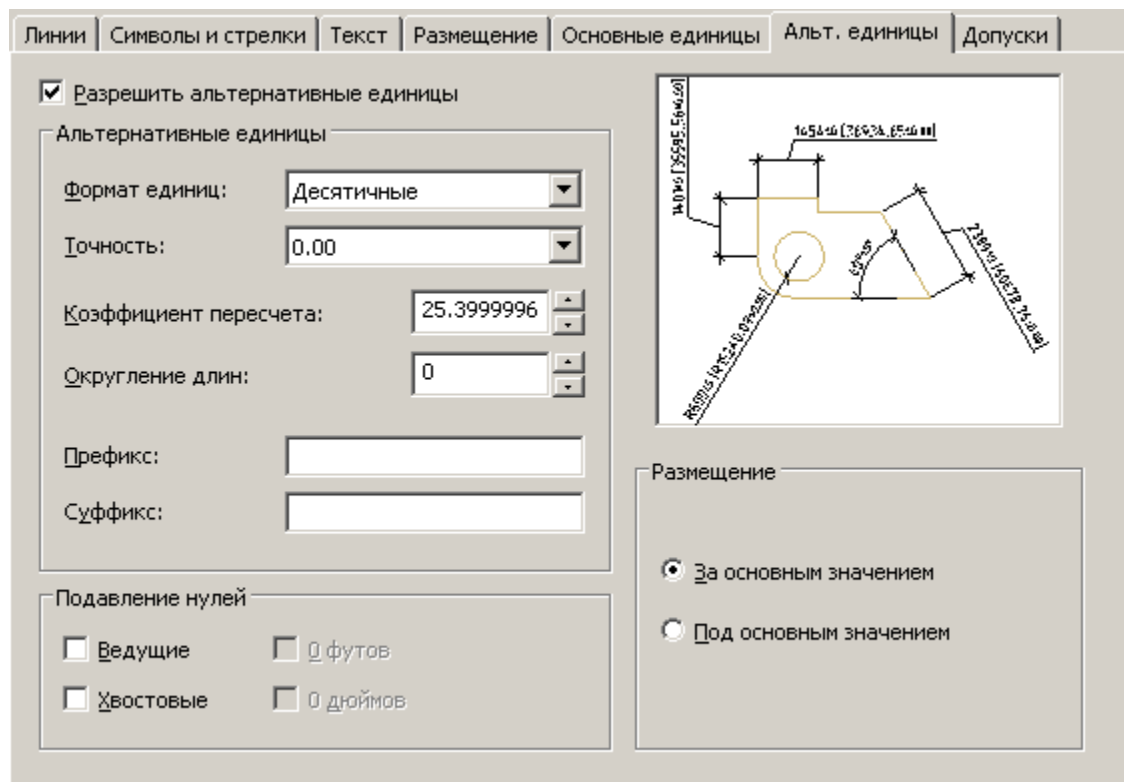 Линии Символы и стрелки Текст Размещение Основные единицы Альт. единицы Допуски
Разрешить альтернативные единицы
Альтернативные единицы
Формат единиц: Десятичные
Точность: 0.00
Коэффициент пересчета: 25.3999996
Округление длин: 0
Префикс:
Суффикс:
Подавление нулей
Ведущие 0 футов
Хвостовые 0 дюймов
Размещение
За основным значением
Под основным значением